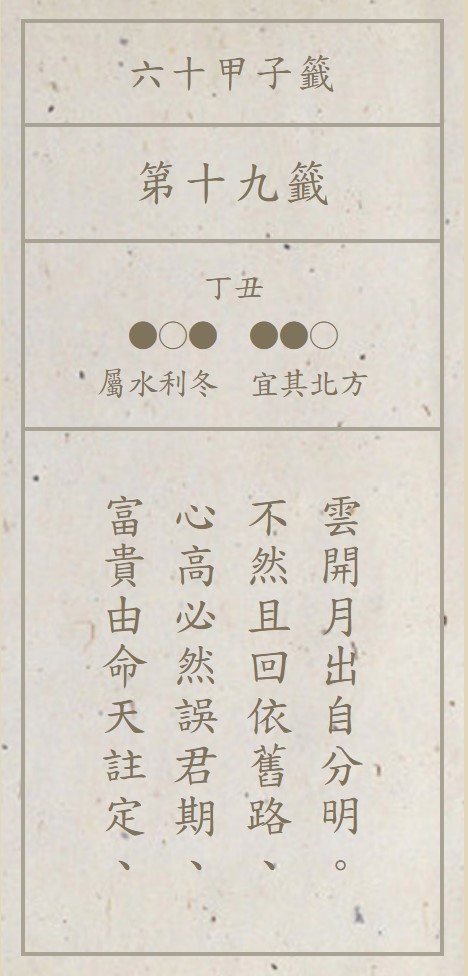 六十甲子籤
第十九籤
丁丑
●○● ●●○
屬水利冬 宜其北方
富貴由命天註定、
心高必然誤君期、
不然且回依舊路、
雲開月出自分明。